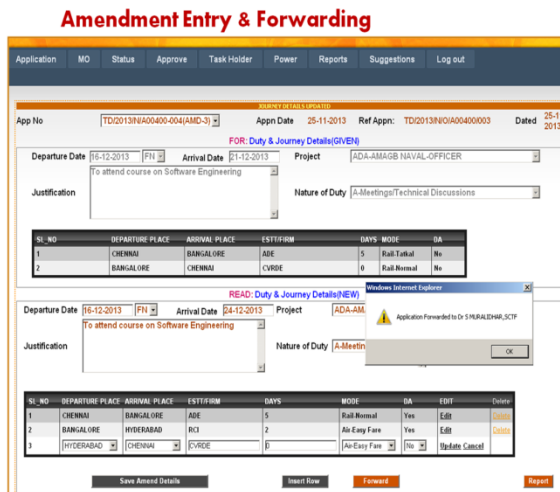 Amendment Entry & Forwarding
Application MO Status Approve Task Holder Power Reports Suggestions Log out
JOURNEY DETAILS UPDATED
App No TD/2013/N/A00400-004(AMD-3) Appn Date 25-11-2013 Ref Appn: TD/2013/N/O/A00400/003 Dated 25-11-2013
FOR: Duty & Journey Details(GIVEN)
Departure Date 16-12-2013 FN Arrival Date 21-12-2013 Project ADA-AMAGB NAVAL-OFFICER
Justification To attend course on Software Engineering Nature of Duty A-Meetings/Technical Discussions
SL_NO DEPARTURE PLACE ARRIVAL PLACE ESTT/FIRM DAYS MODE DA
1 CHENNAI BANGALORE ADE 5 Rail-Tatkal No
2 BANGALORE CHENNAI CVRDE 0 Rail-Normal No
READ: Duty & Journey Details(NEW)
Windows Internet Explorer X
Application Forwarded to Dr S MURALIDHAR_SCTF
OK
Departure Date 16-12-2013 FN Arrival Date 24-12-2013 Project ADA-AM
Justification To attend course on Software Engineering Nature of Duty A-Meetin
SL_NO DEPARTURE PLACE ARRIVAL PLACE ESTT/FIRM DAYS MODE DA EDIT Delete
1 CHENNAI BANGALORE ADE 5 Rail-Normal Yes Edit Delete
2 BANGALORE HYDERABAD RCI 2 Air-Easy Fare Yes Edit Delete
3 HYDERABAD CHENNAI CVRDE 0 Air-Easy Fare No Update Cancel
Save Amend Details Insert Row Forward Report